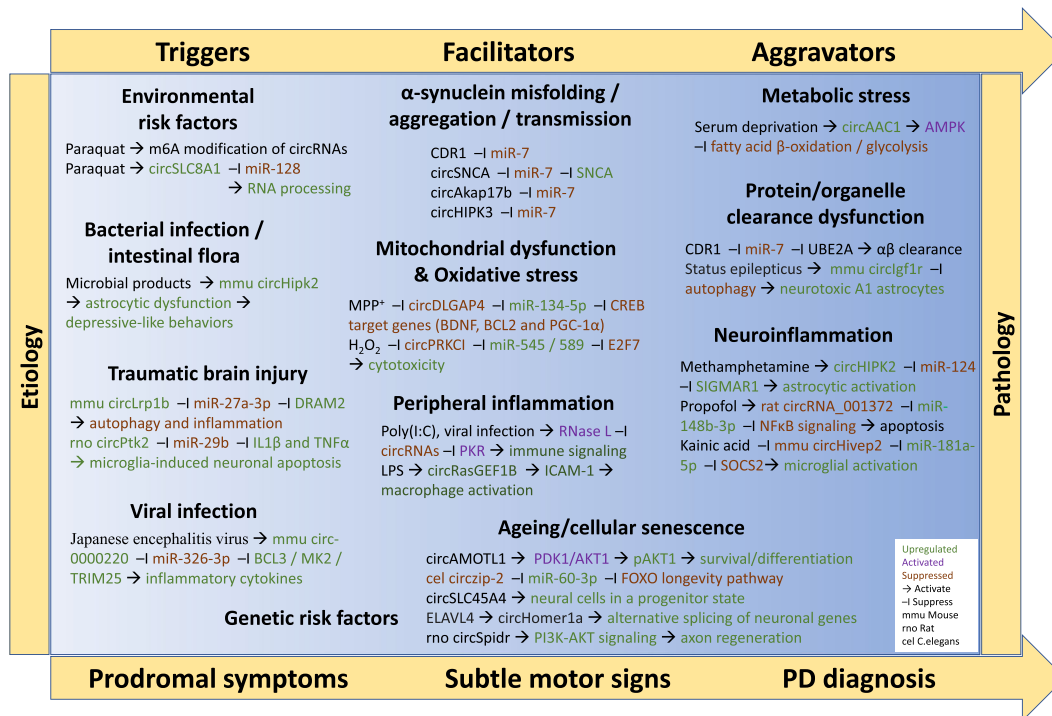 Triggers
Facilitators
Aggravators
Etiology
Environmental
risk factors
Paraquat → m6A modification of circRNAs
Paraquat → circSLC8A1 –I miR-128
→ RNA processing
Bacterial infection /
intestinal flora
Microbial products → mmu circHipk2
→ astrocytic dysfunction →
depressive-like behaviors
Traumatic brain injury
mmu circLrp1b –I miR-27a-3p –I DRAM2
→ autophagy and inflammation
rno circPtk2 –I miR-29b –I IL1β and TNFα
→ microglia-induced neuronal apoptosis
Viral infection
Japanese encephalitis virus → mmu circ-
0000220 –I miR-326-3p –I BCL3 / MK2 /
TRIM25 → inflammatory cytokines
Genetic risk factors
α-synuclein misfolding /
aggregation / transmission
CDR1 –I miR-7
circSNCA –I miR-7 –I SNCA
circAkap17b –I miR-7
circHIPK3 –I miR-7
Mitochondrial dysfunction
& Oxidative stress
MPP⁺ –I circDLGAP4 –I miR-134-5p –I CREB
target genes (BDNF, BCL2 and PGC-1α)
H₂O₂ –I circPRKCI –I miR-545 / 589 –I E2F7
→ cytotoxicity
Peripheral inflammation
Poly(I:C), viral infection → RNase L –I
circRNAs –I PKR → immune signaling
LPS → circRasGEF1B → ICAM-1 →
macrophage activation
Ageing/cellular senescence
circAMOTL1 → PDK1/AKT1 → pAKT1 → survival/differentiation
cel circzip-2 –I miR-60-3p –I FOXO longevity pathway
circSLC45A4 → neural cells in a progenitor state
ELAVL4 → circHomer1a → alternative splicing of neuronal genes
rno circSpidr → PI3K-AKT signaling → axon regeneration
Metabolic stress
Serum deprivation → circAAC1 → AMPK
–I fatty acid β-oxidation / glycolysis
Protein/organelle
clearance dysfunction
CDR1 –I miR-7 –I UBE2A → αβ clearance
Status epilepticus → mmu circIgf1r –I
autophagy → neurotoxic A1 astrocytes
Neuroinflammation
Methamphetamine → circHIPK2 –I miR-124
–I SIGMAR1 → astrocytic activation
Propofol → rat circRNA_001372 –I miR-
148b-3p –I NFκB signaling → apoptosis
Kainic acid –I mmu circHivep2 –I miR-181a-
5p –I SOCS2→ microglial activation
Upregulated
Activated
Suppressed
→ Activate
–I Suppress
mmu Mouse
rno Rat
cel C.elegans
Pathology
Prodromal symptoms
Subtle motor signs
PD diagnosis